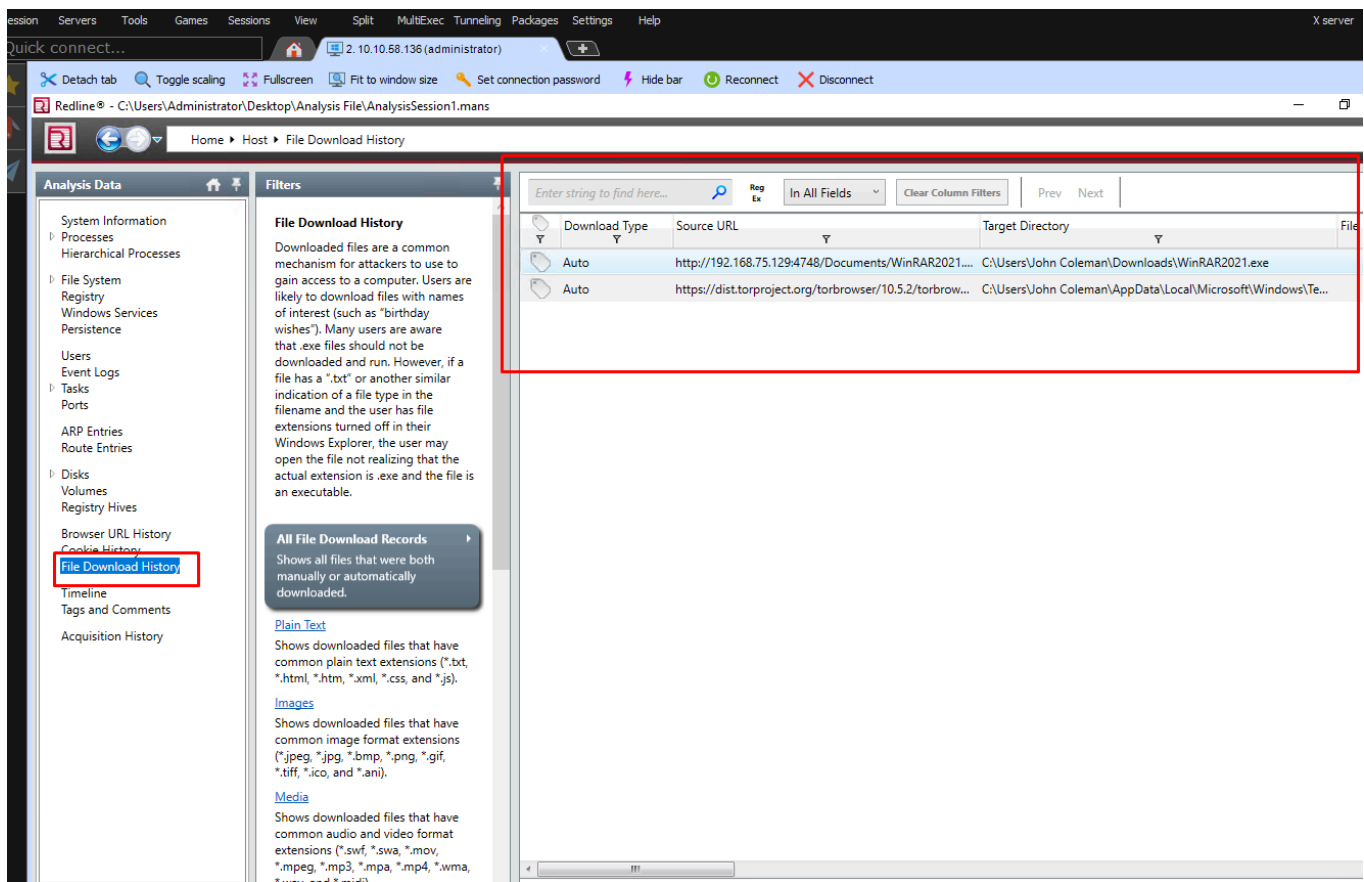 ession Servers Tools Games Sessions View Split MultiExec Tunneling Packages Settings Help X server
Quick connect...
2. 10.10.58.136 (administrator)
Detach tab Toggle scaling Fullscreen Fit to window size Set connection password Hide bar Reconnect Disconnect
Redline® - C:\Users\Administrator\Desktop\Analysis File\AnalysisSession1.mans
Home Host File Download History
Analysis Data
System Information
Processes
Hierarchical Processes
File System
Registry
Windows Services
Persistence
Users
Event Logs
Tasks
Ports
ARP Entries
Route Entries
Disks
Volumes
Registry Hives
Browser URL History
Cookie History
File Download History
Timeline
Tags and Comments
Acquisition History
Filters
File Download History
Downloaded files are a common
mechanism for attackers to use to
gain access to a computer. Users are
likely to download files with names
of interest (such as "birthday
wishes"). Many users are aware
that .exe files should not be
downloaded and run. However, if a
file has a ".txt" or another similar
indication of a file type in the
filename and the user has file
extensions turned off in their
Windows Explorer, the user may
open the file not realizing that the
actual extension is .exe and the file is
an executable.
All File Download Records
Shows all files that were both
manually or automatically
downloaded.
Plain Text
Shows downloaded files that have
common plain text extensions (*.txt,
*.html, *.htm, *.xml, *.css, and *.js).
Images
Shows downloaded files that have
common image format extensions
(*.jpeg, *.jpg, *.bmp, *.png, *.gif,
*.tiff, *.ico, and *.ani).
Media
Shows downloaded files that have
common audio and video format
extensions (*.swf, *.swa, *.mov,
*.mpeg, *.mp3, *.mpa, *.mp4, *.wma,
*.wav, and *.midi)
Enter string to find here... Reg Ex In All Fields Clear Column Filters Prev Next
Download Type Source URL Target Directory File
Auto http://192.168.75.129:4748/Documents/WinRAR2021.... C:\Users\John Coleman\Downloads\WinRAR2021.exe
Auto https://dist.torproject.org/torbrowser/10.5.2/torbrow... C:\Users\John Coleman\AppData\Local\Microsoft\Windows\Te...